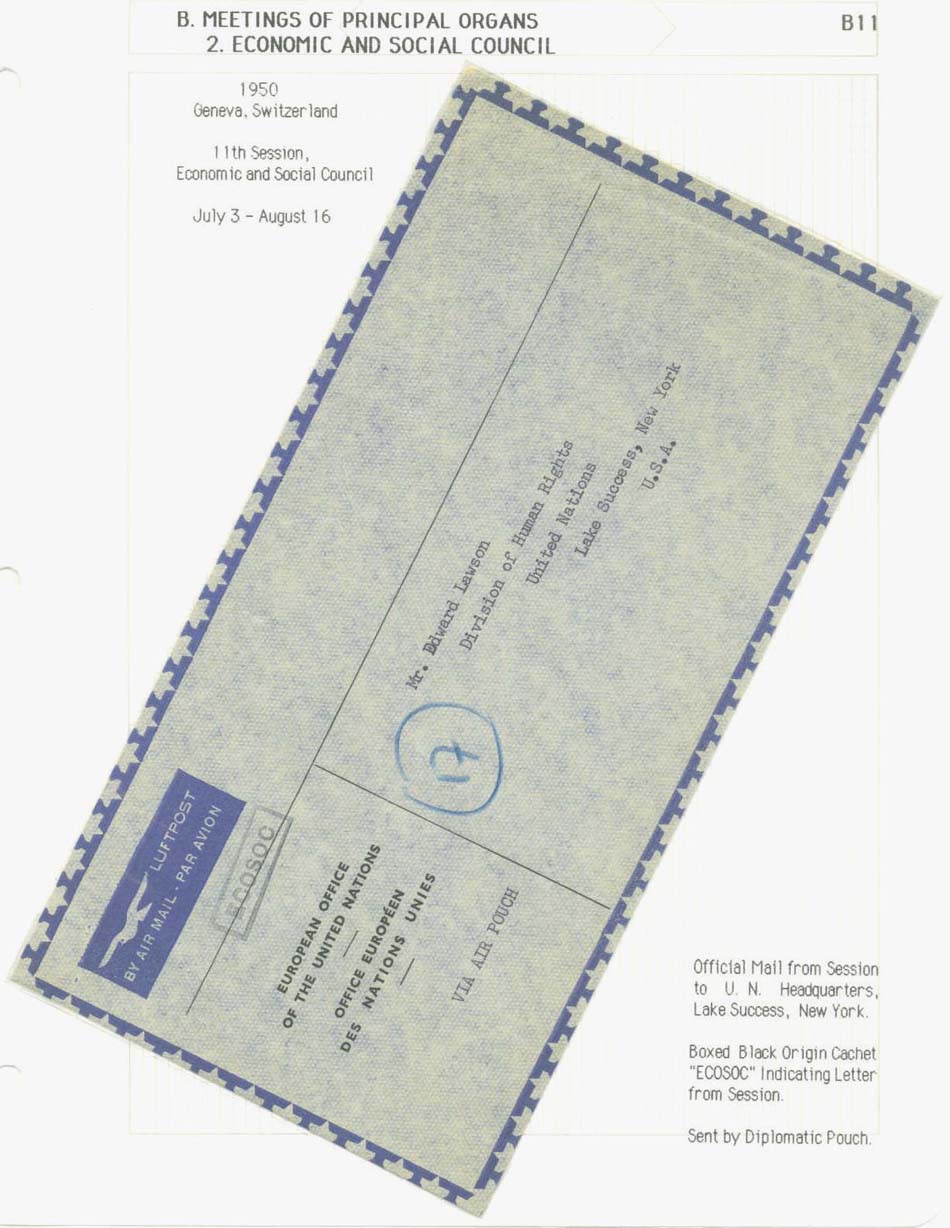 B. MEETINGS OF PRINCIPAL ORGANS
B11
2. ECONOMIC AND SOCIAL COUNCIL
1950
Geneva, Switzerland
11th Session,
Economic and Social Council
July 3 - August 16
LUFTPOST
BY AIR MAIL - PAR AVION
ECOSOC
EUROPEAN OFFICE
OF THE UNITED NATIONS
OFFICE EUROPÉEN
DES NATIONS UNIES
VIA AIR POUCH
17
Mr. Edward Lawson
Division of Human Rights
United Nations
Lake Success, New York
U.S.A.
Official Mail from Session
to U. N. Headquarters,
Lake Success, New York.
Boxed Black Origin Cachet
"ECOSOC" Indicating Letter
from Session.
Sent by Diplomatic Pouch.